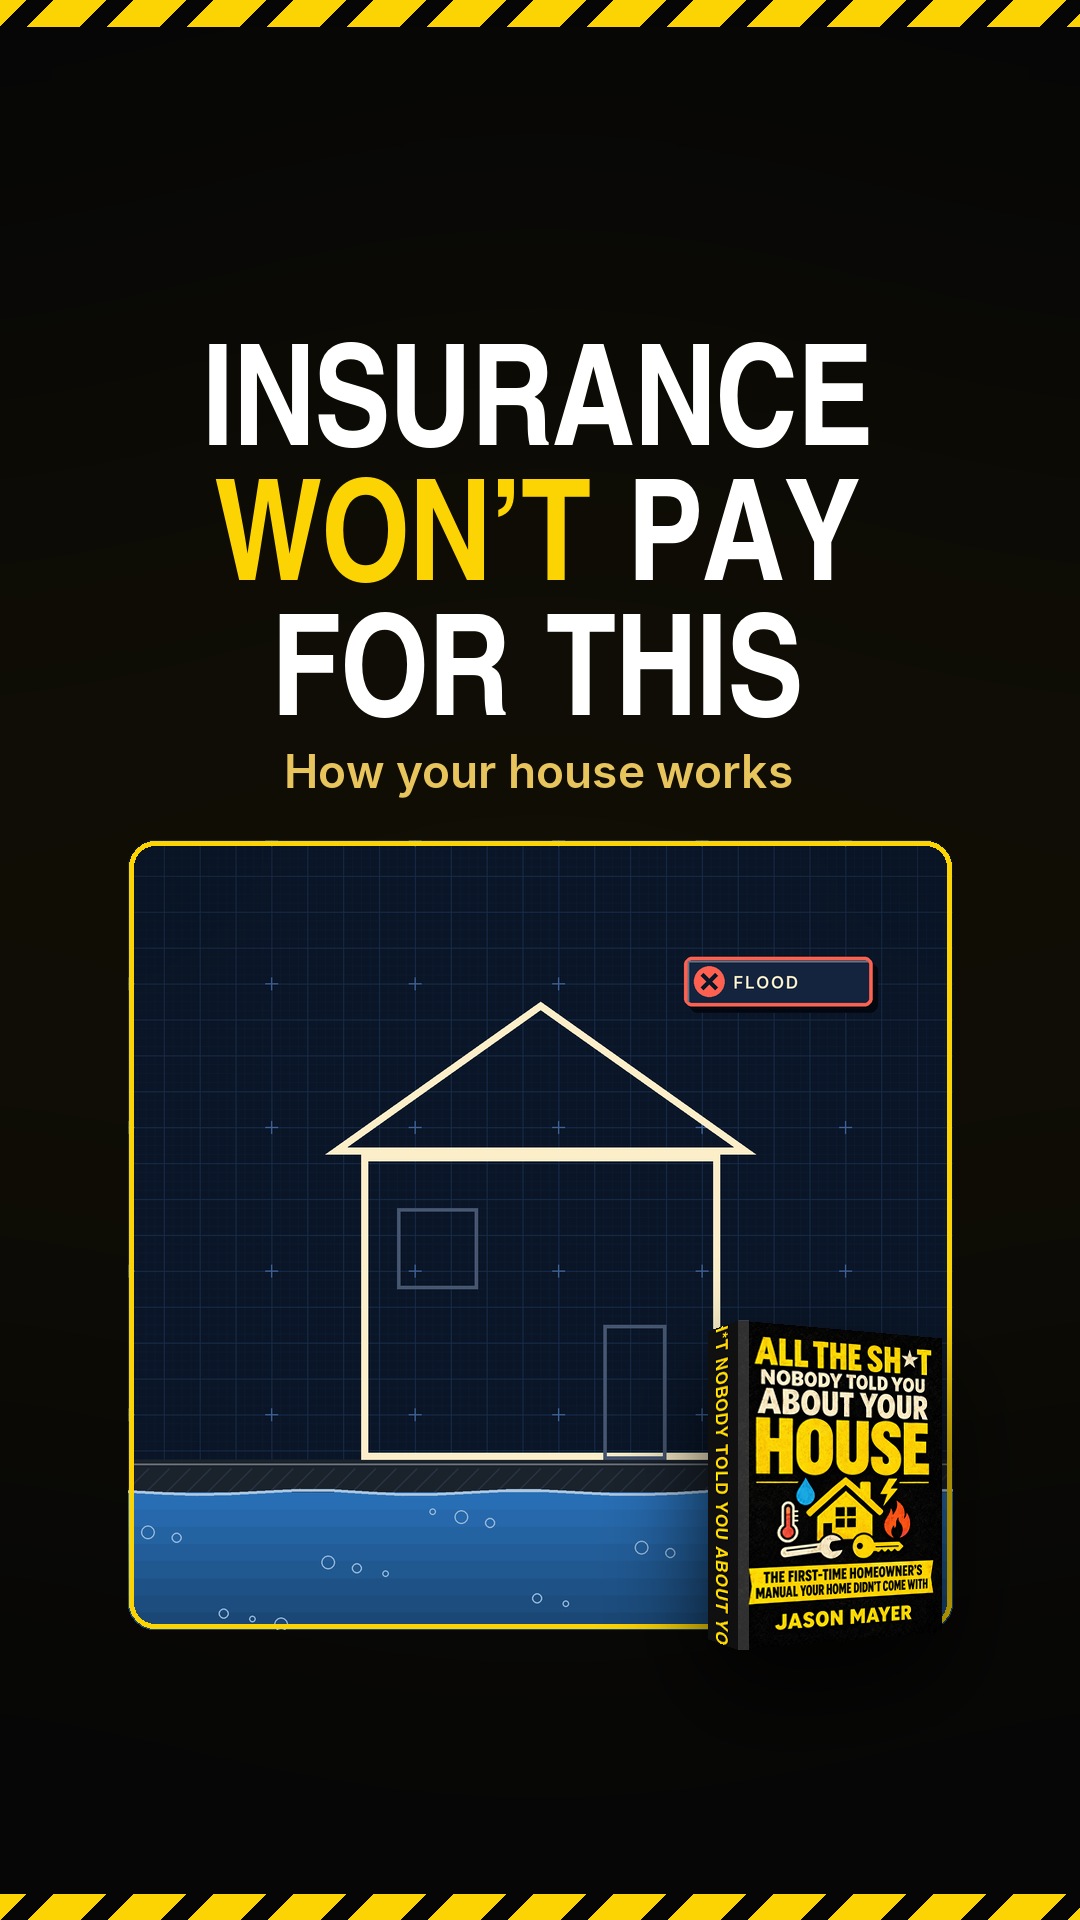 INSURANCE
WON’T PAY
FOR THIS
How your house works
FLOOD
ALL THE SH★T
NOBODY TOLD YOU
ABOUT YOUR
HOUSE
THE FIRST-TIME HOMEOWNER'S
MANUAL YOUR HOME DIDN'T COME WITH
JASON MAYER
*T NOBODY TOLD YOU ABOUT YO